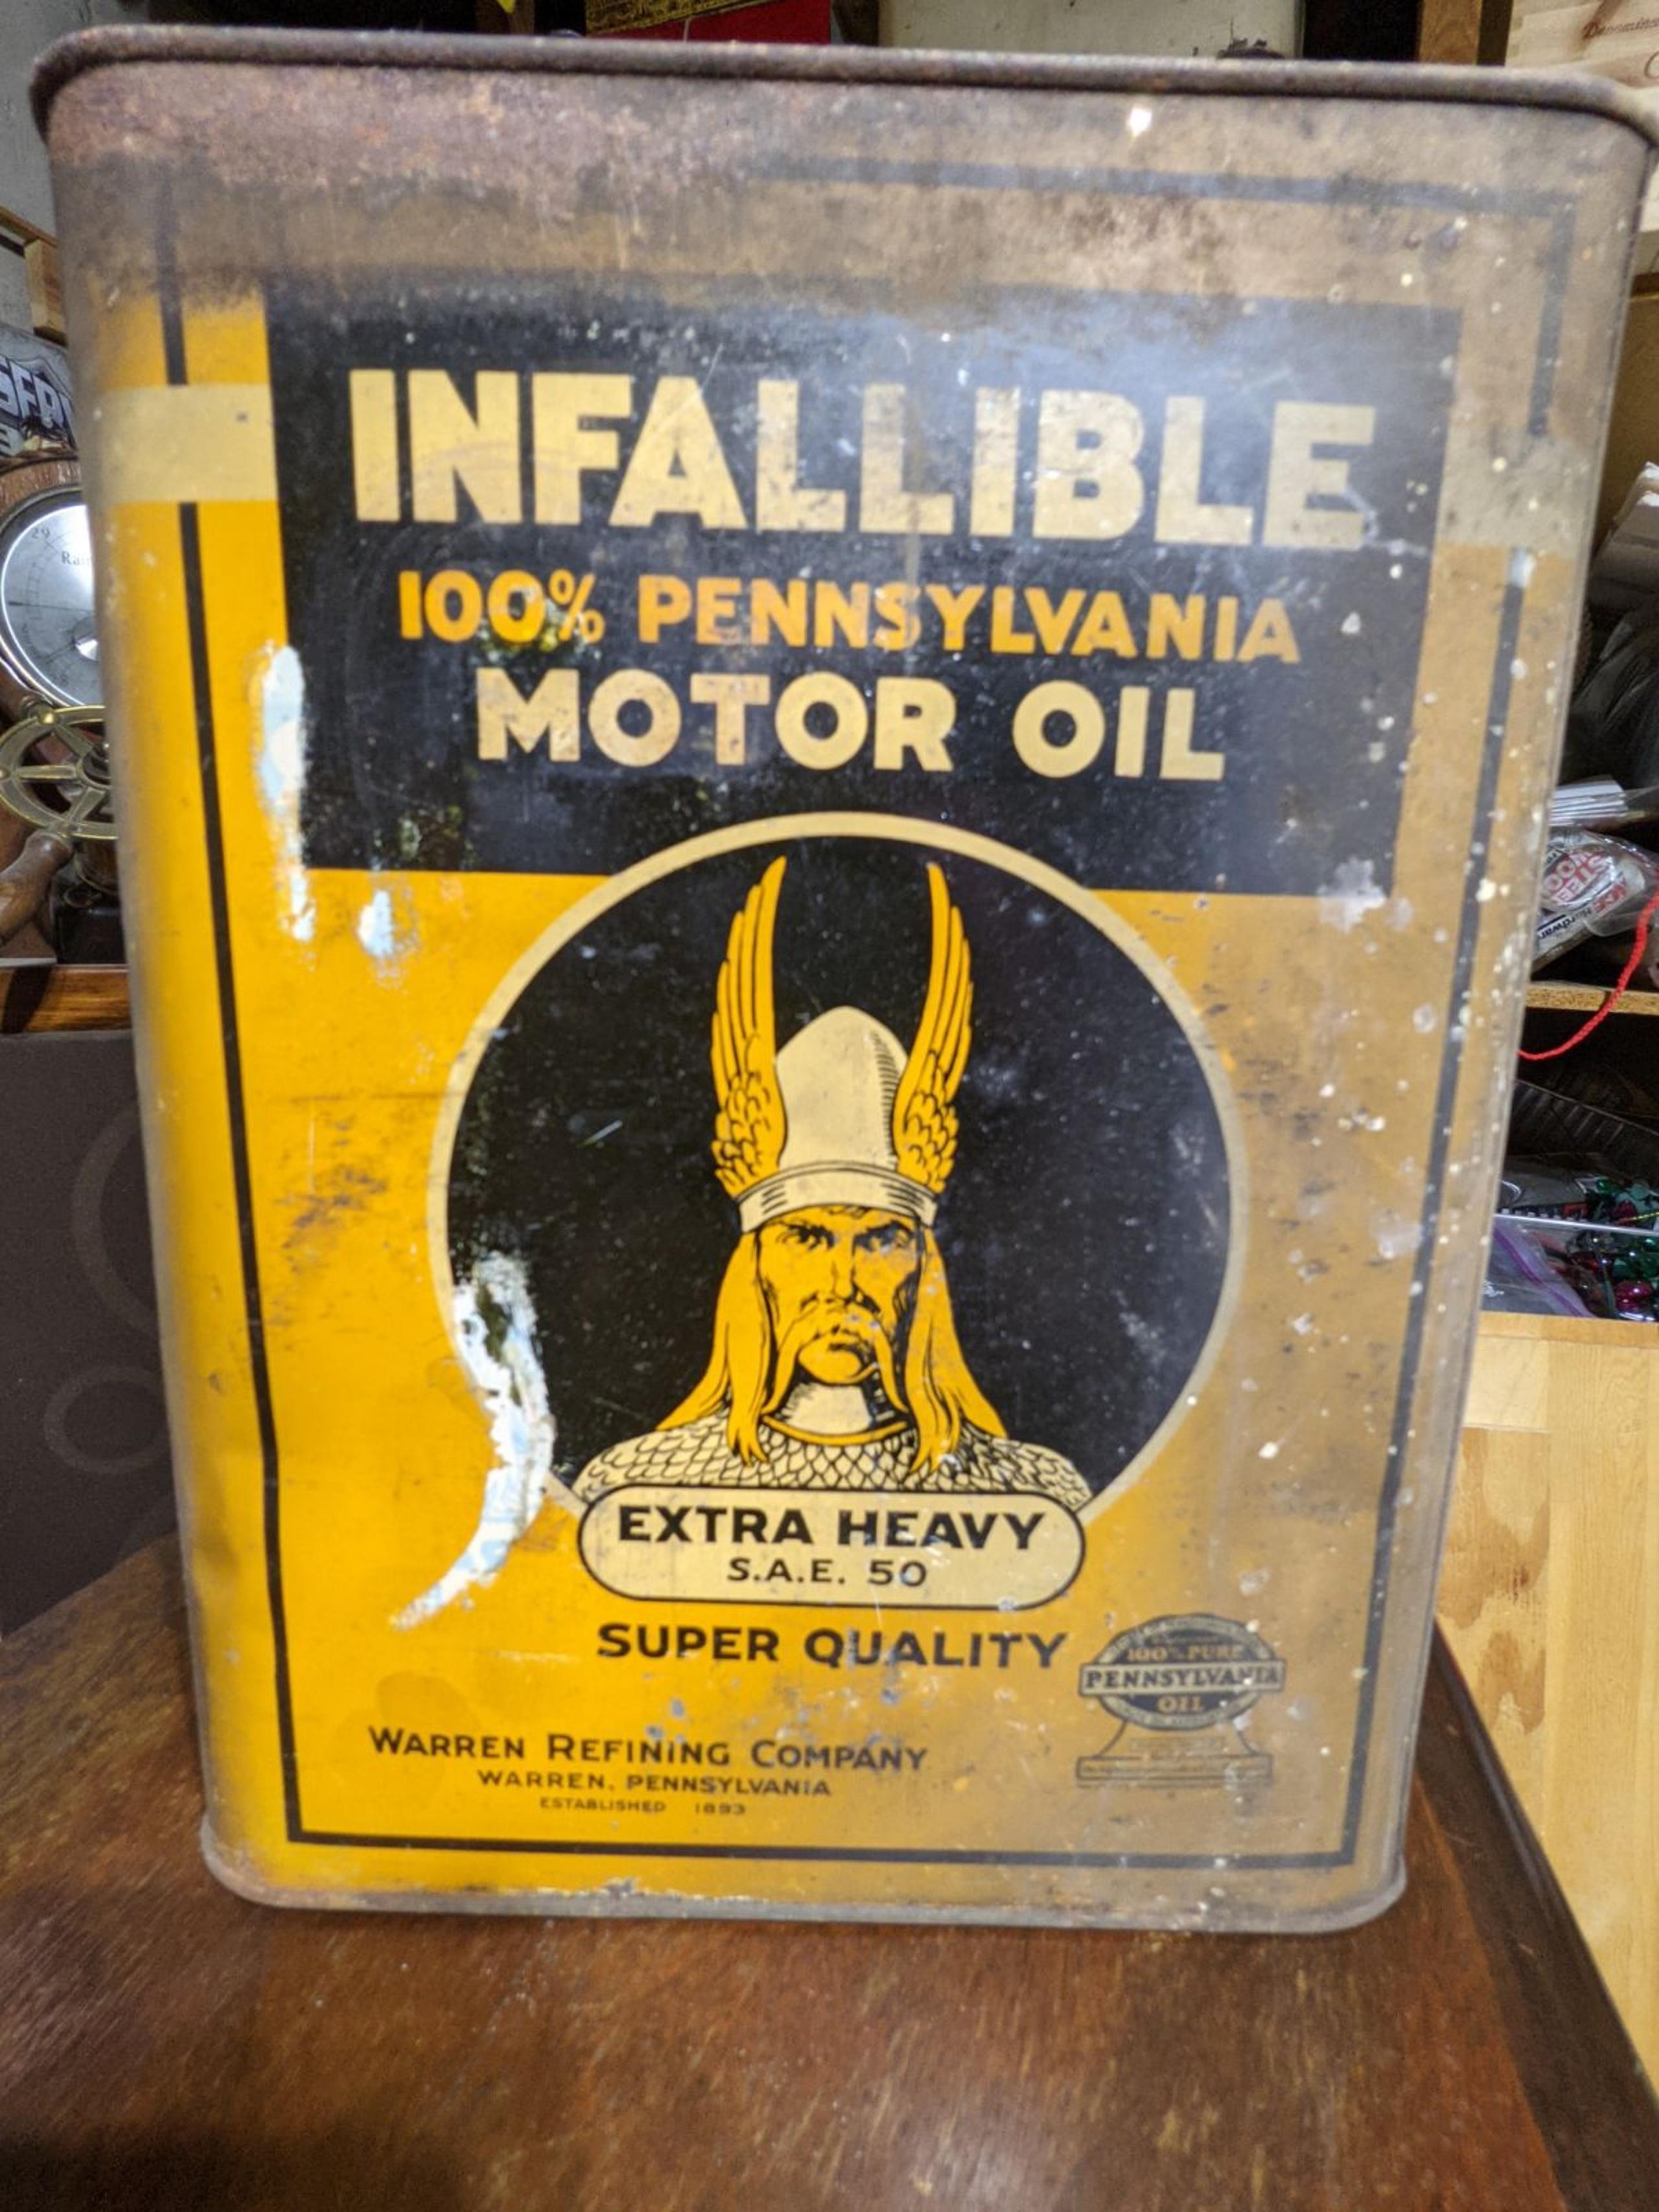 INFALLIBLE
100% PENNSYLVANIA
MOTOR OIL
EXTRA HEAVY
S.A.E. 50
SUPER QUALITY
100% PURE
PENNSYLVANIA
OIL
WARREN REFINING COMPANY
WARREN, PENNSYLVANIA
ESTABLISHED 1893
29